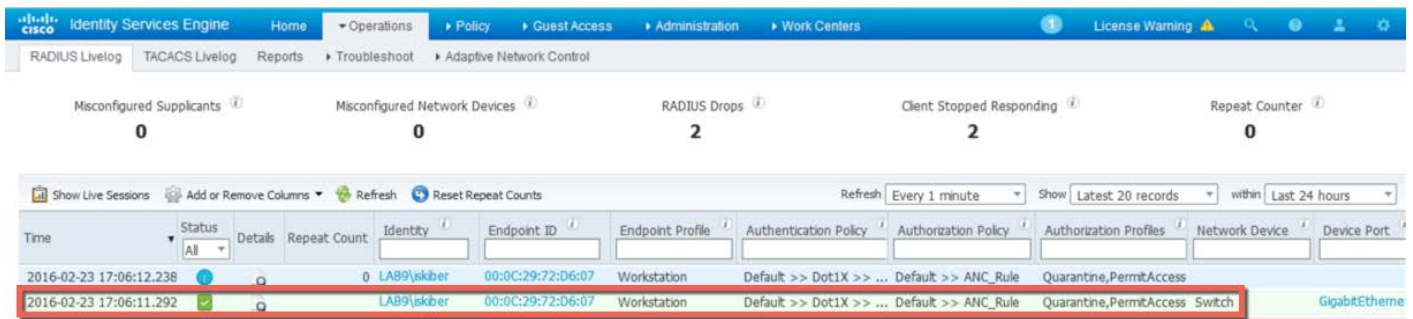 CISCO Identity Services Engine Home Operations Policy Guest Access Administration Work Centers 1 License Warning
RADIUS Livelog TACACS Livelog Reports Troubleshoot Adaptive Network Control
Misconfigured Supplicants Misconfigured Network Devices RADIUS Drops Client Stopped Responding Repeat Counter
0 0 2 2 0
Show Live Sessions Add or Remove Columns Refresh Reset Repeat Counts Refresh Every 1 minute Show Latest 20 records within Last 24 hours
Time Status Details Repeat Count Identity Endpoint ID Endpoint Profile Authentication Policy Authorization Policy Authorization Profiles Network Device Device Port
All
2016-02-23 17:06:12.238 0 LAB9\iskiber 00:0C:29:72:D6:07 Workstation Default >> Dot1X >> ... Default >> ANC_Rule Quarantine,PermitAccess
2016-02-23 17:06:11.292 LAB9\iskiber 00:0C:29:72:D6:07 Workstation Default >> Dot1X >> ... Default >> ANC_Rule Quarantine,PermitAccess Switch GigabitEtherne